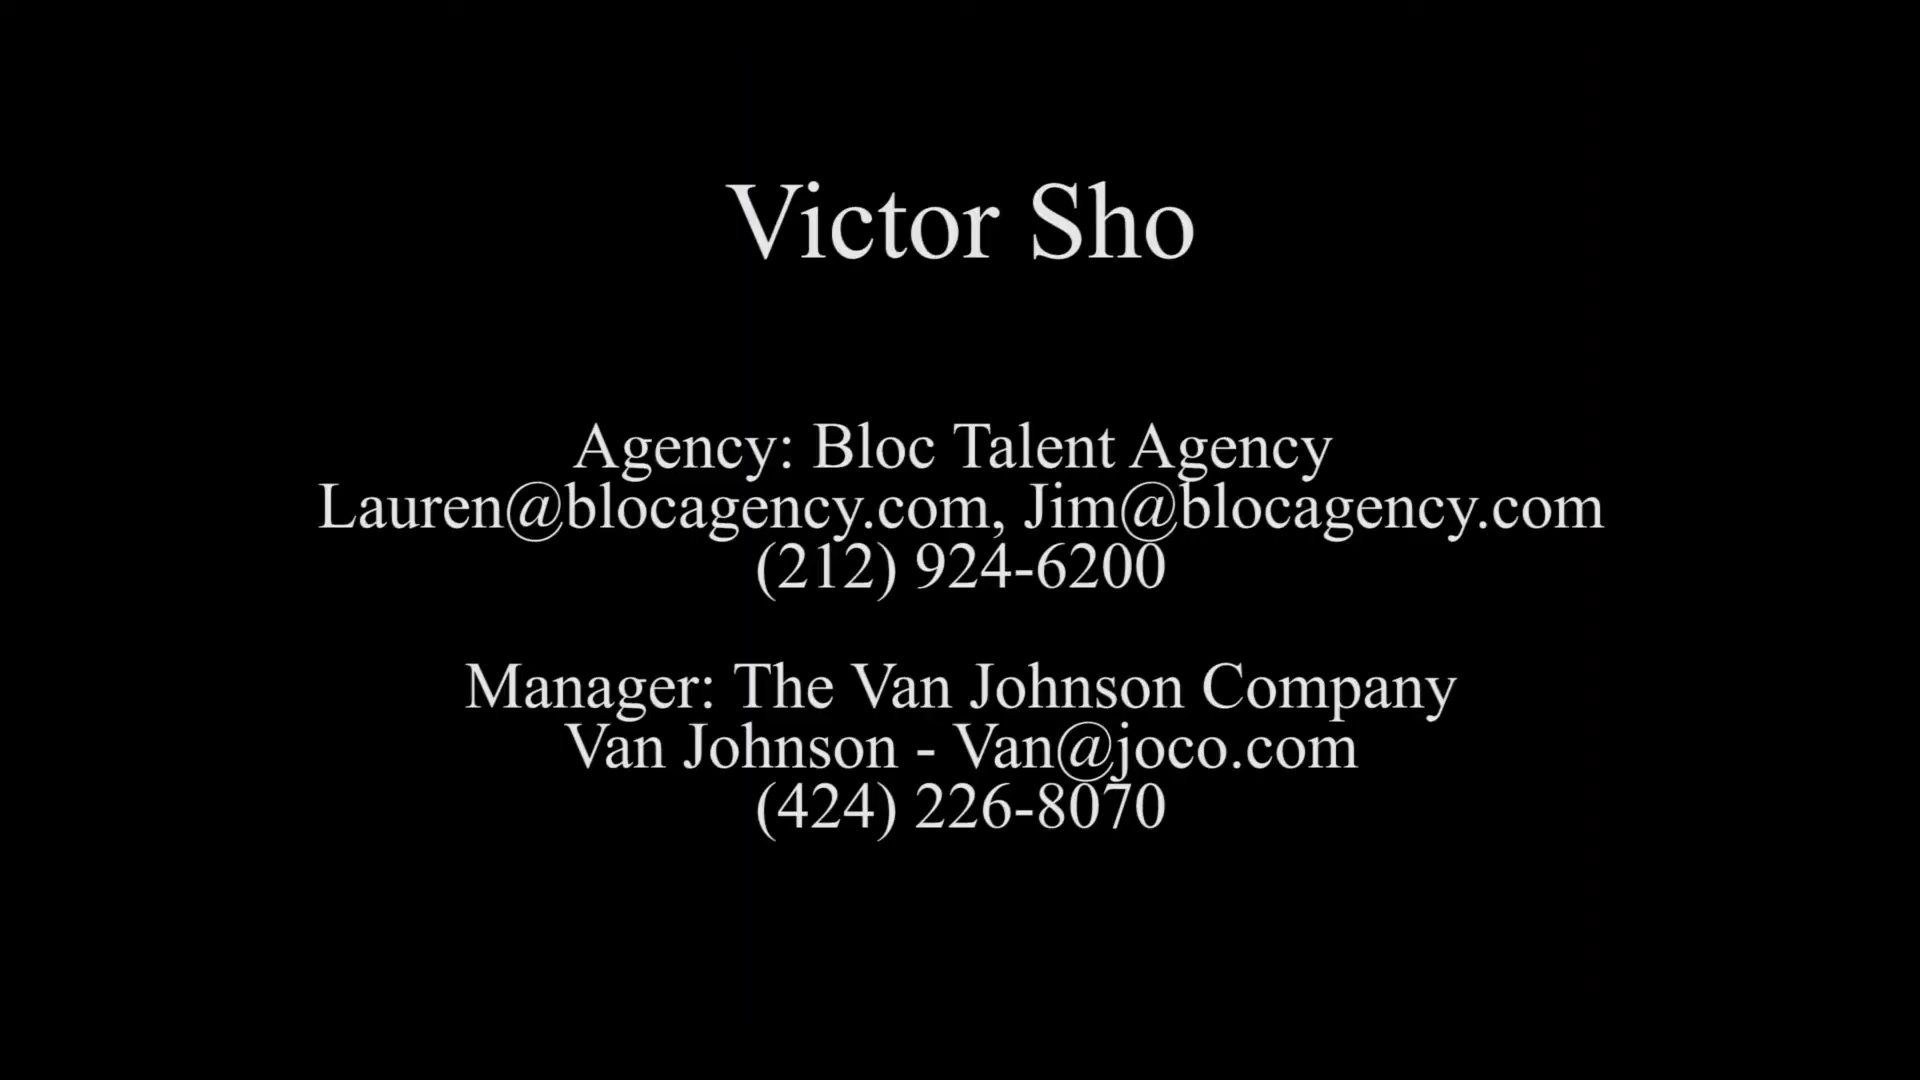 Victor Sho
Agency: Bloc Talent Agency
Lauren@blocagency.com, Jim@blocagency.com
(212) 924-6200
Manager: The Van Johnson Company
Van Johnson - Van@joco.com
(424) 226-8070